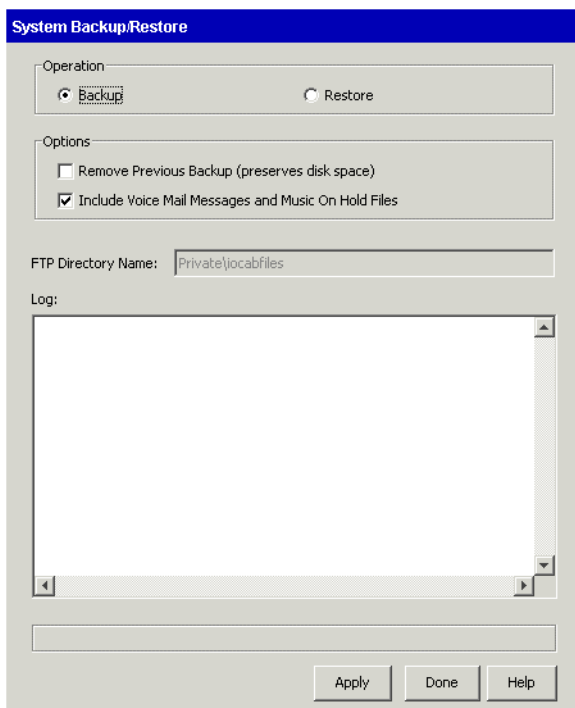 System Backup/Restore
Operation
Backup
Restore
Options
Remove Previous Backup (preserves disk space)
Include Voice Mail Messages and Music On Hold Files
FTP Directory Name: Private\iocabfiles
Log:
Apply Done Help